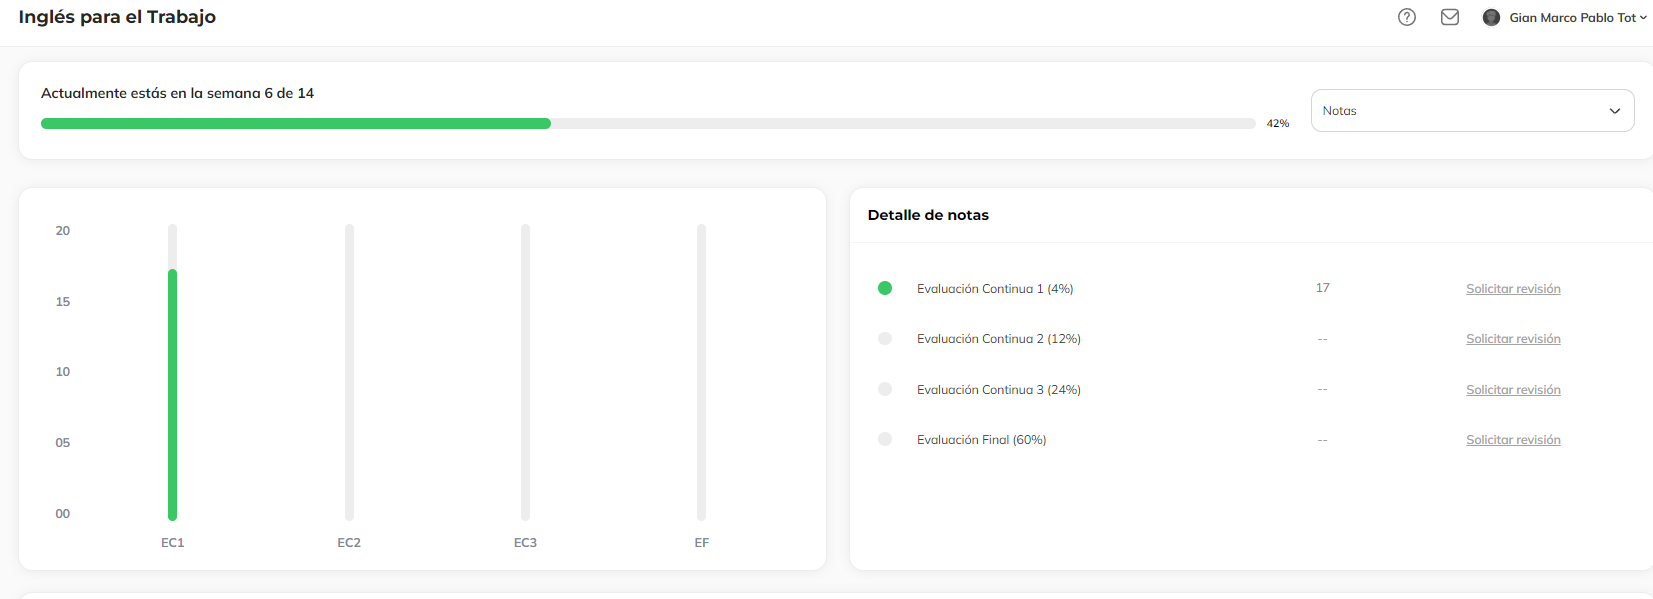 Inglés para el Trabajo
Gian Marco Pablo Tot
Actualmente estás en la semana 6 de 14
42%
Notas
20
15
10
05
00
EC1
EC2
EC3
EF
Detalle de notas
Evaluación Continua 1 (4%) 17 Solicitar revisión
Evaluación Continua 2 (12%) -- Solicitar revisión
Evaluación Continua 3 (24%) -- Solicitar revisión
Evaluación Final (60%) -- Solicitar revisión